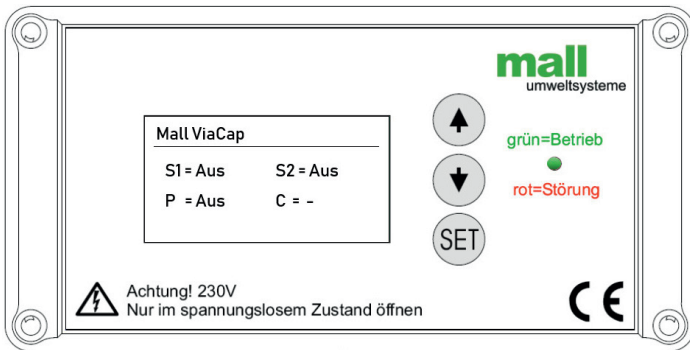 mall
umweltsysteme
Mall ViaCap
S1 = Aus S2 = Aus
P = Aus C = -
SET
grün=Betrieb
rot=Störung
Achtung! 230V
Nur im spannungslosem Zustand öffnen
CE